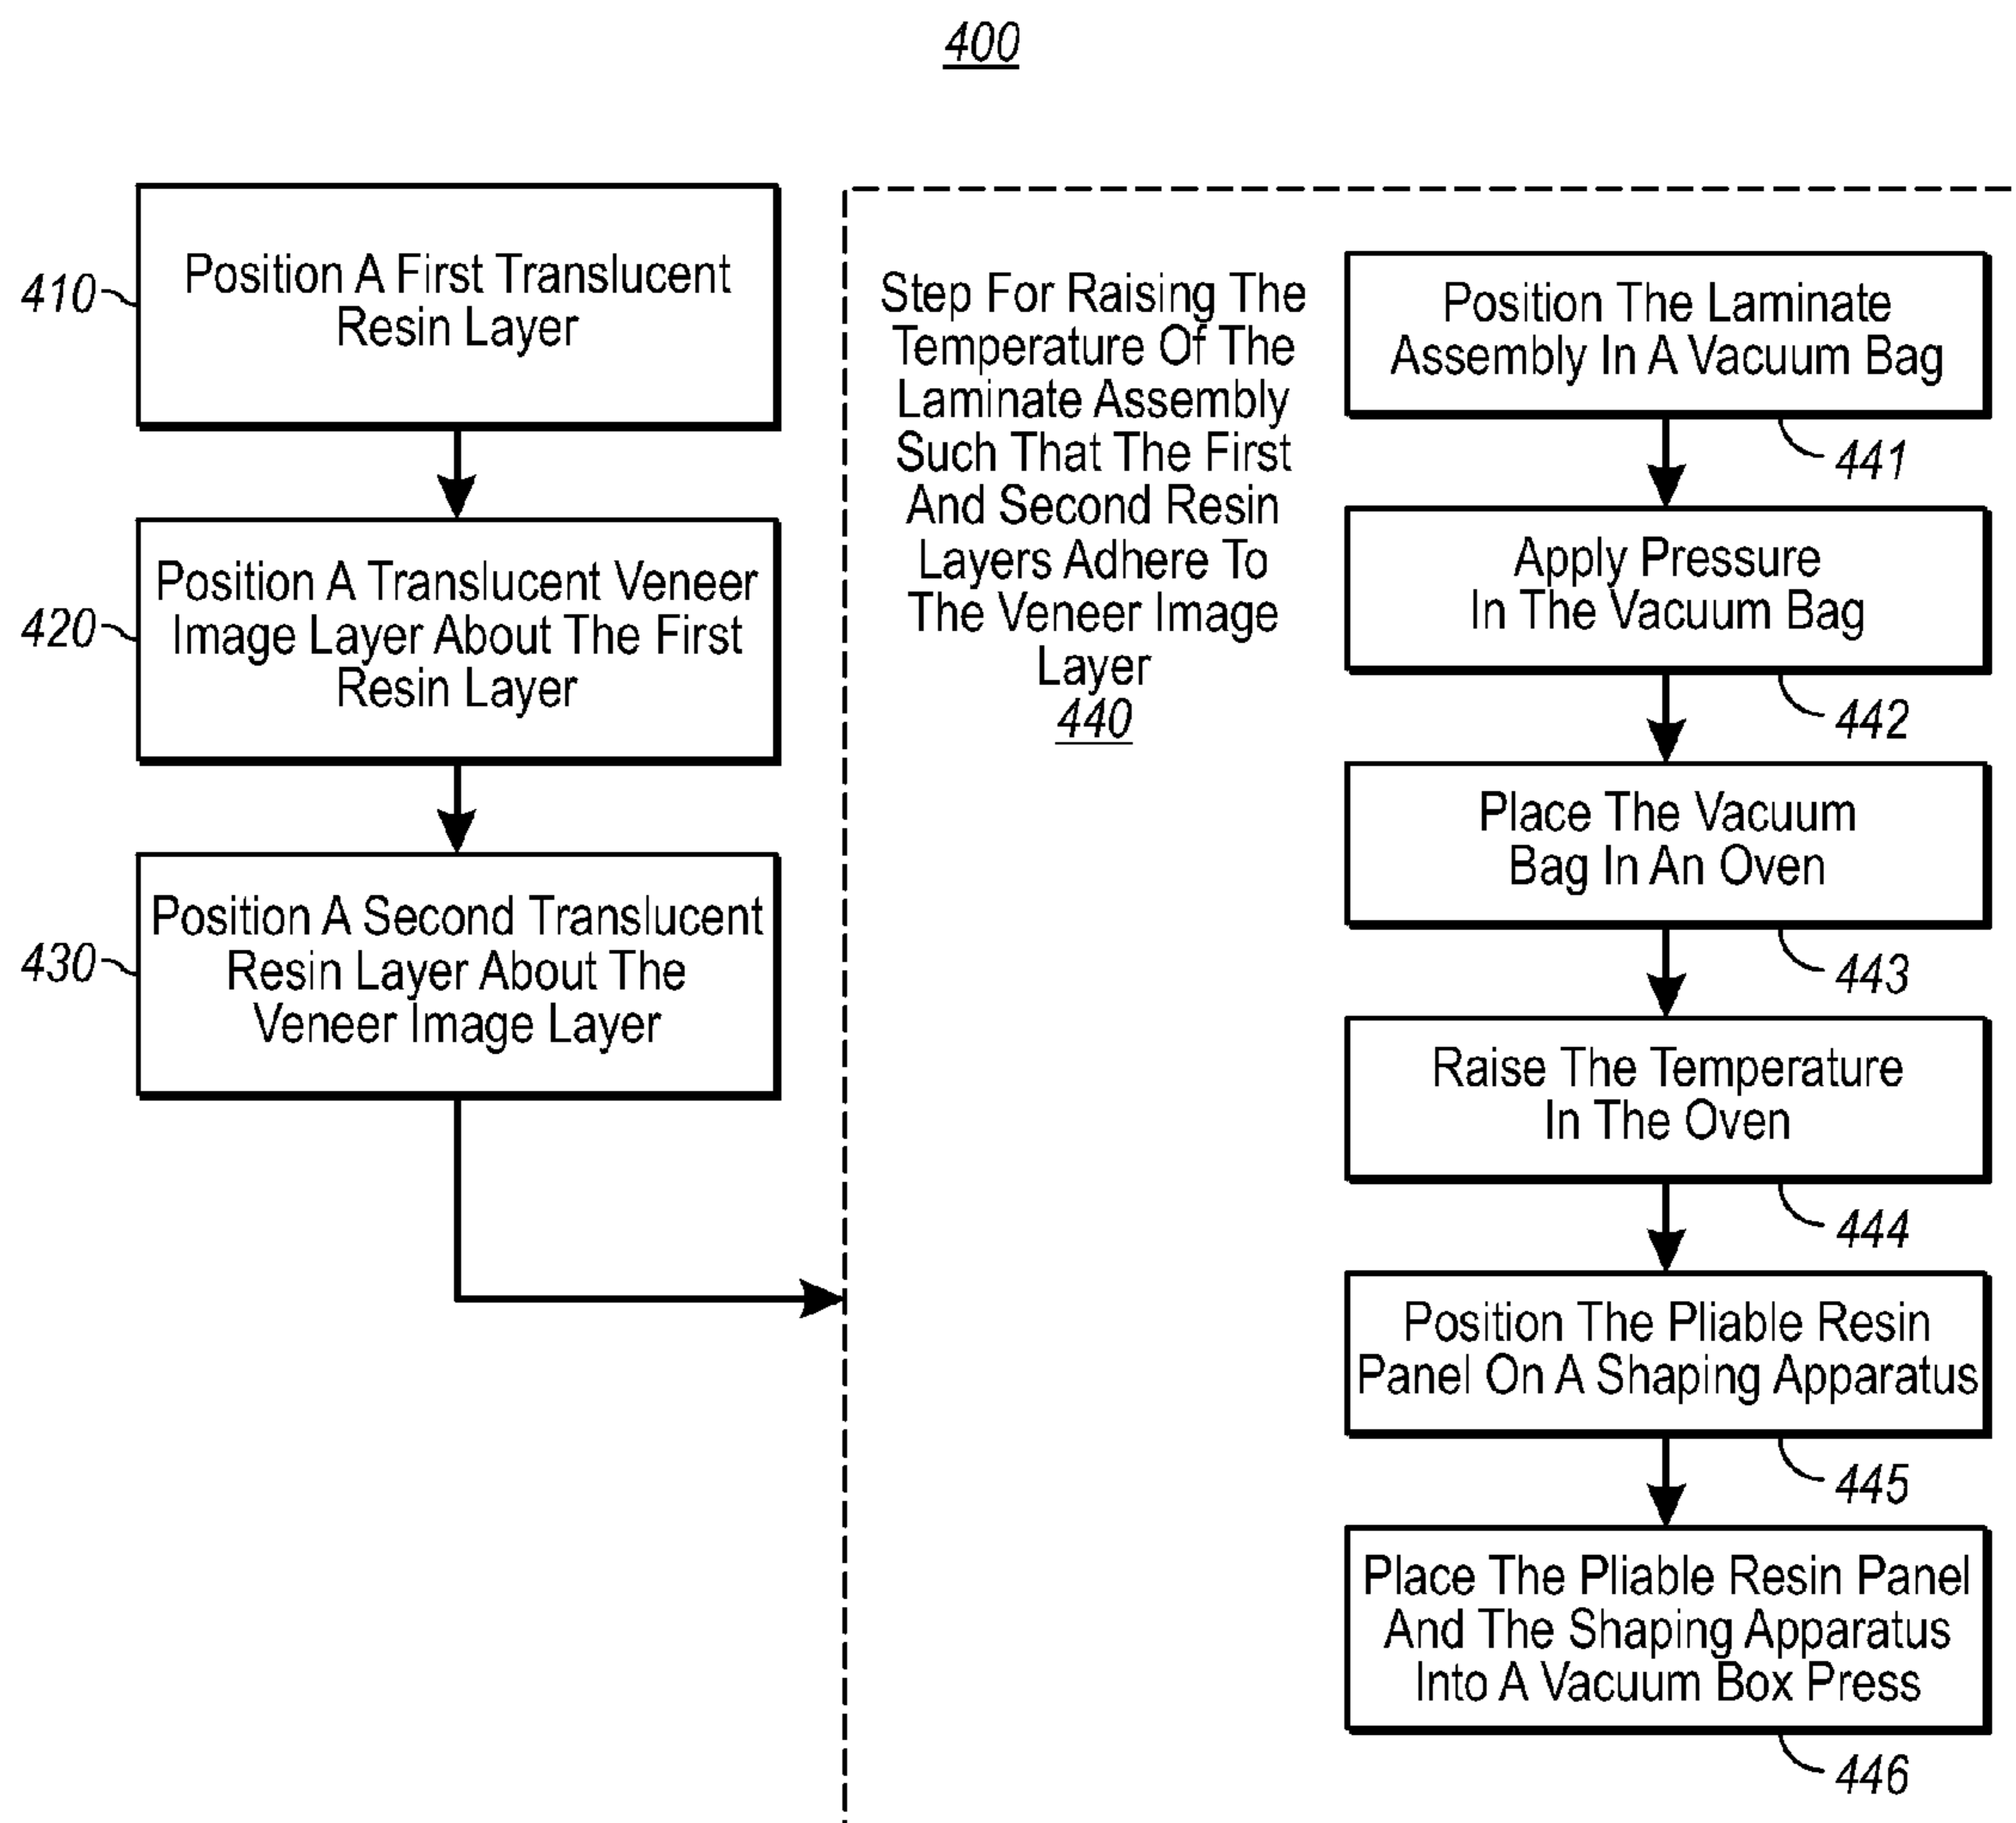 400
410
Position A First Translucent
Resin Layer
420
Position A Translucent Veneer
Image Layer About The First
Resin Layer
430
Position A Second Translucent
Resin Layer About The
Veneer Image Layer
Step For Raising The
Temperature Of The
Laminate Assembly
Such That The First
And Second Resin
Layers Adhere To
The Veneer Image
Layer
440
Position The Laminate
Assembly In A Vacuum Bag
441
Apply Pressure
In The Vacuum Bag
442
Place The Vacuum
Bag In An Oven
443
Raise The Temperature
In The Oven
444
Position The Pliable Resin
Panel On A Shaping Apparatus
445
Place The Pliable Resin Panel
And The Shaping Apparatus
Into A Vacuum Box Press
446